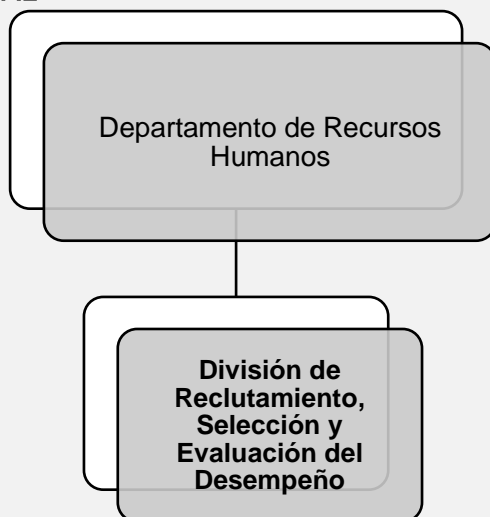 Departamento de Recursos
Humanos
División de
Reclutamiento,
Selección y
Evaluación del
Desempeño